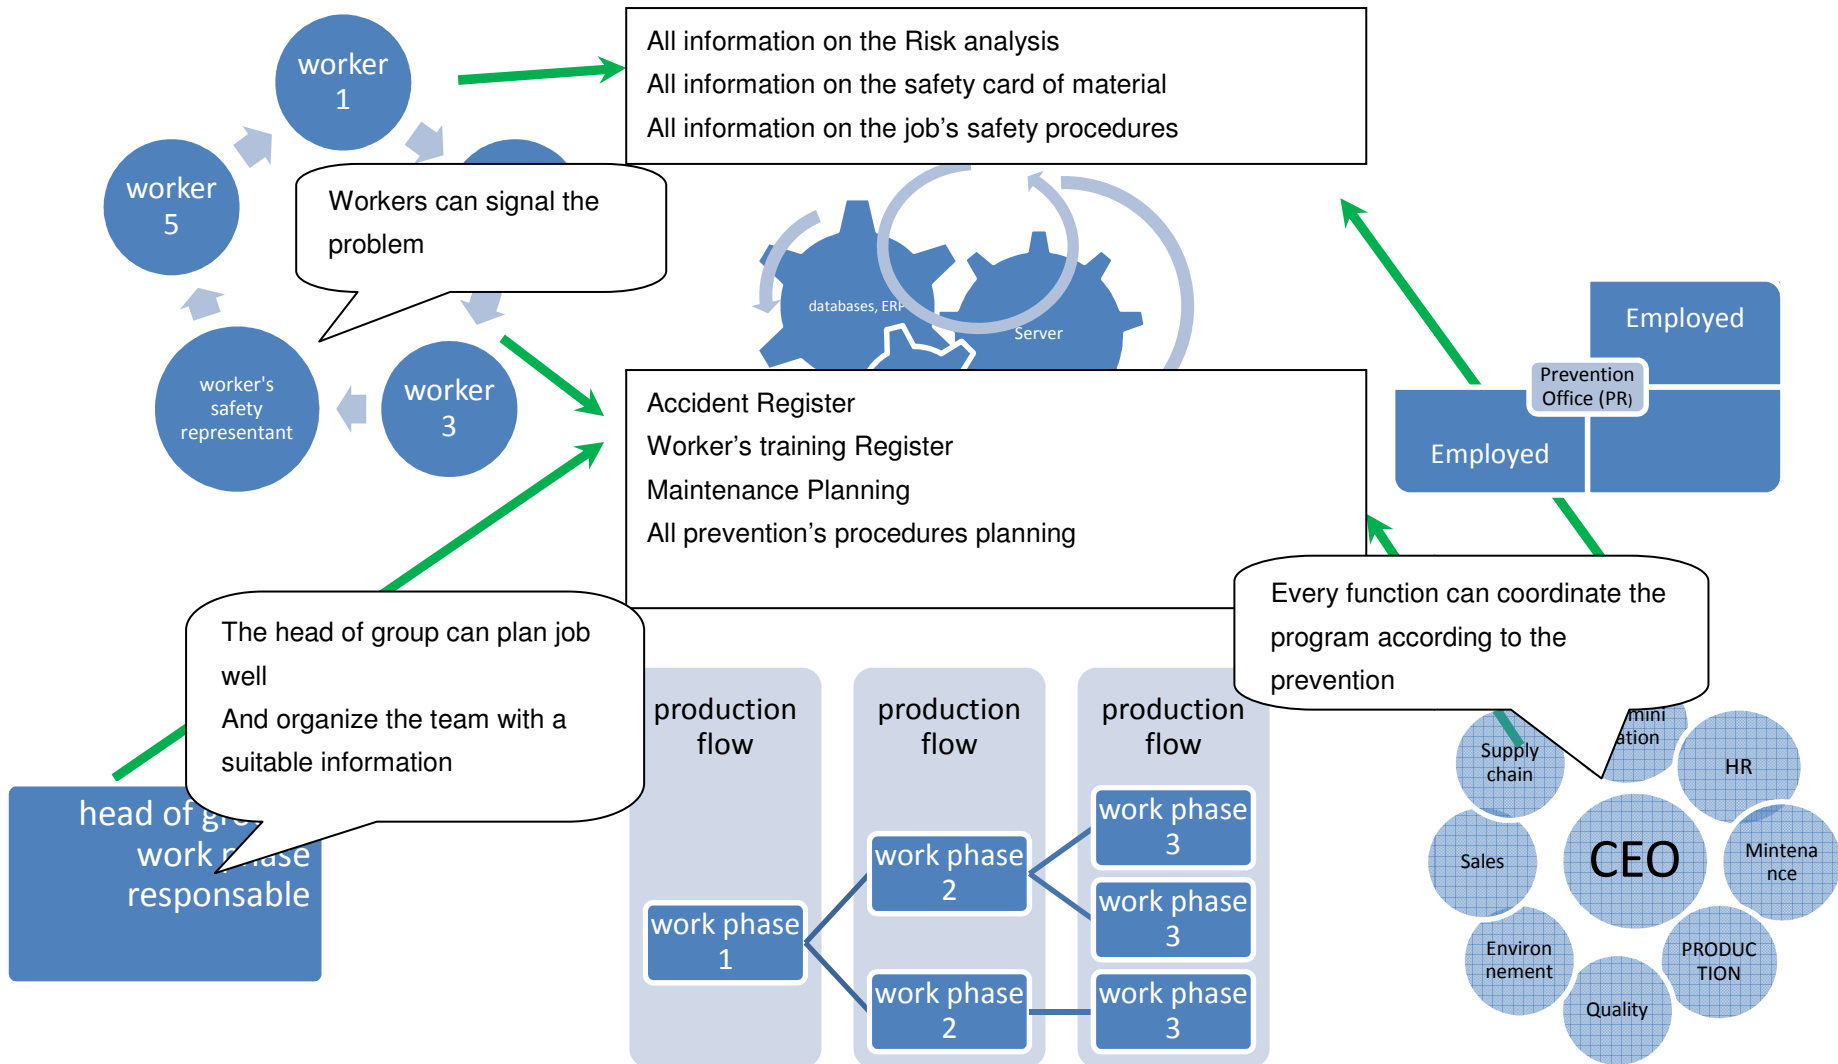 worker
1
All information on the Risk analysis
All information on the safety card of material
All information on the job's safety procedures
worker
5
Workers can signal the
problem
databases, ERP
Server
Employed
Prevention
Office (PR)
Employed
worker's
safety
representant
worker
3
Accident Register
Worker's training Register
Maintenance Planning
All prevention's procedures planning
The head of group can plan job
well
And organize the team with a
suitable information
Every function can coordinate the
program according to the
prevention
head of
work phase
responsable
production
flow
production
flow
production
flow
work phase
1
work phase
2
work phase
2
work phase
3
work phase
3
work phase
3
Supply
chain
HR
Sales
CEO
Mintena
nce
Environ
nement
PRODUC
TION
Quality